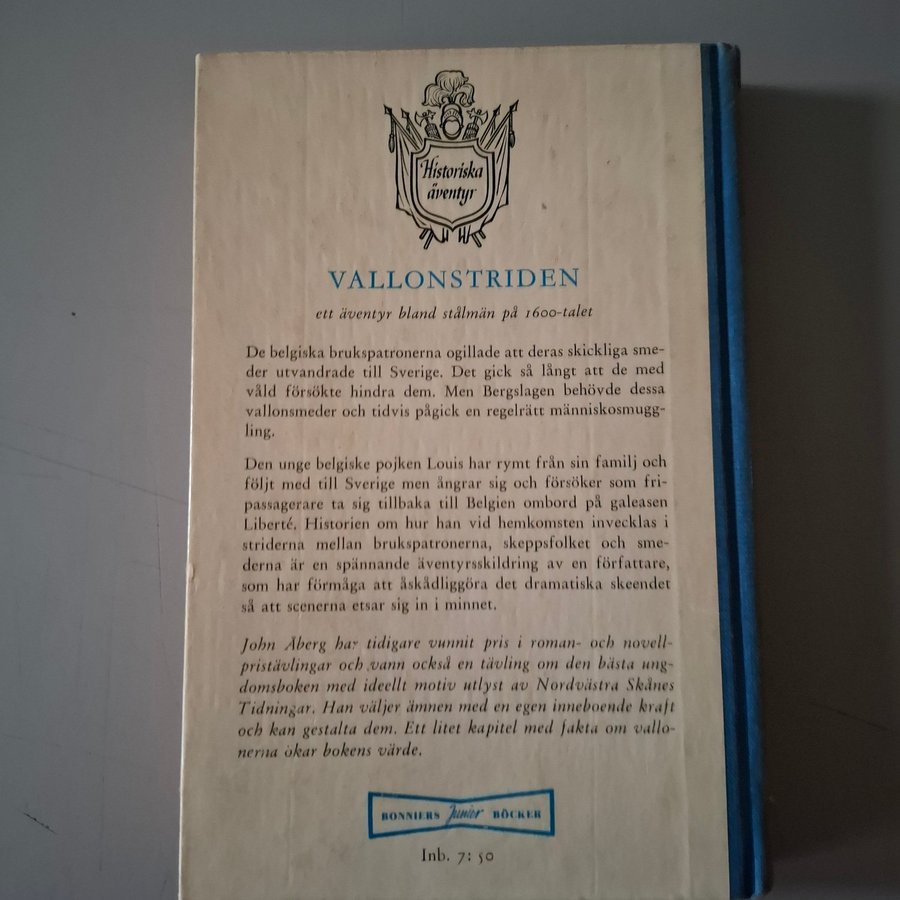 Historiska
äventyr
VALLONSTRIDEN
ett äventyr bland stålmän på 1600-talet
De belgiska brukspatronerna ogillade att deras skickliga sme-
der utvandrade till Sverige. Det gick så långt att de med
våld försökte hindra dem. Men Bergslagen behövde dessa
vallonsmeder och tidvis pågick en regelrätt människosmugg-
ling.
Den unge belgiske pojken Louis har rymt från sin familj och
följt med till Sverige men ångrar sig och försöker som fri-
passagerare ta sig tillbaka till Belgien ombord på galeasen
Liberté. Historien om hur han vid hemkomsten invecklas i
striderna mellan brukspatronerna, skeppsfolket och sme-
derna är en spännande äventyrsskildring av en författare,
som har förmåga att åskådliggöra det dramatiska skeendet
så att scenerna etsar sig in i minnet.
John Åberg har tidigare vunnit pris i roman- och novell-
pristävlingar och vann också en tävling om den bästa ung-
domsboken med ideellt motiv utlyst av Nordvästra Skånes
Tidningar. Han väljer ämnen med en egen inneboende kraft
och kan gestalta dem. Ett litet kapitel med fakta om vallo-
nerna ökar bokens värde.
BONNIERS Junior BÖCKER
Inb. 7: 50